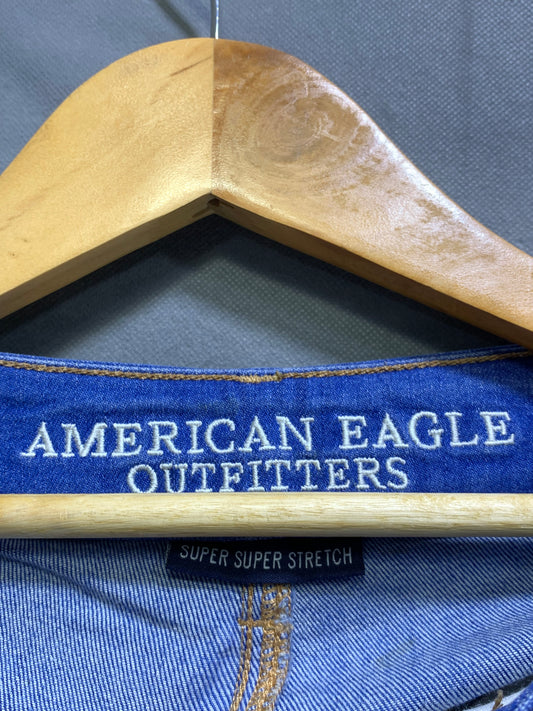 AMERICAN EAGLE
OUTFITTERS
SUPER SUPER STRETCH